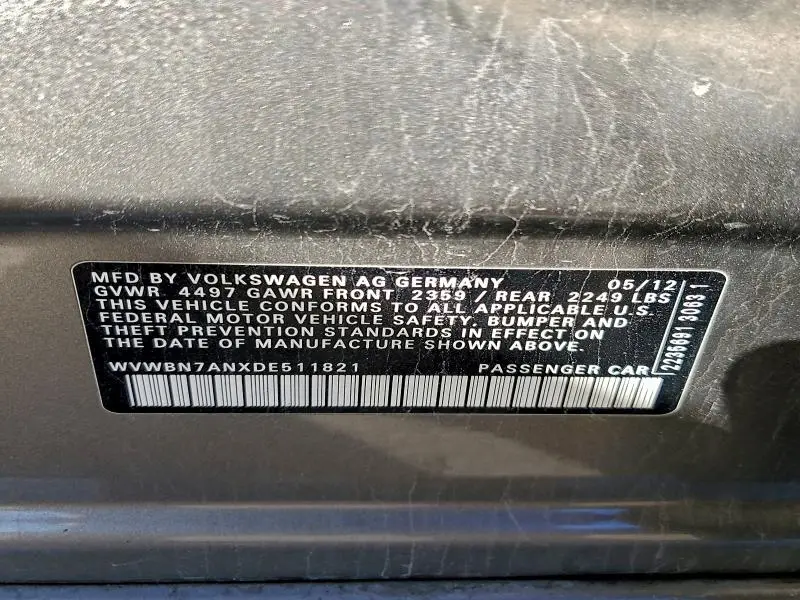 MFD BY VOLKSWAGEN AG GERMANY 05/12
GVWR 4497 GAWR FRONT 2359 / REAR 2249 LBS
THIS VEHICLE CONFORMS TO ALL APPLICABLE U.S.
FEDERAL MOTOR VEHICLE SAFETY, BUMPER AND
THEFT PREVENTION STANDARDS IN EFFECT ON
THE DATE OF MANUFACTURE SHOWN ABOVE.
WVWBN7ANXDE511821 PASSENGER CAR